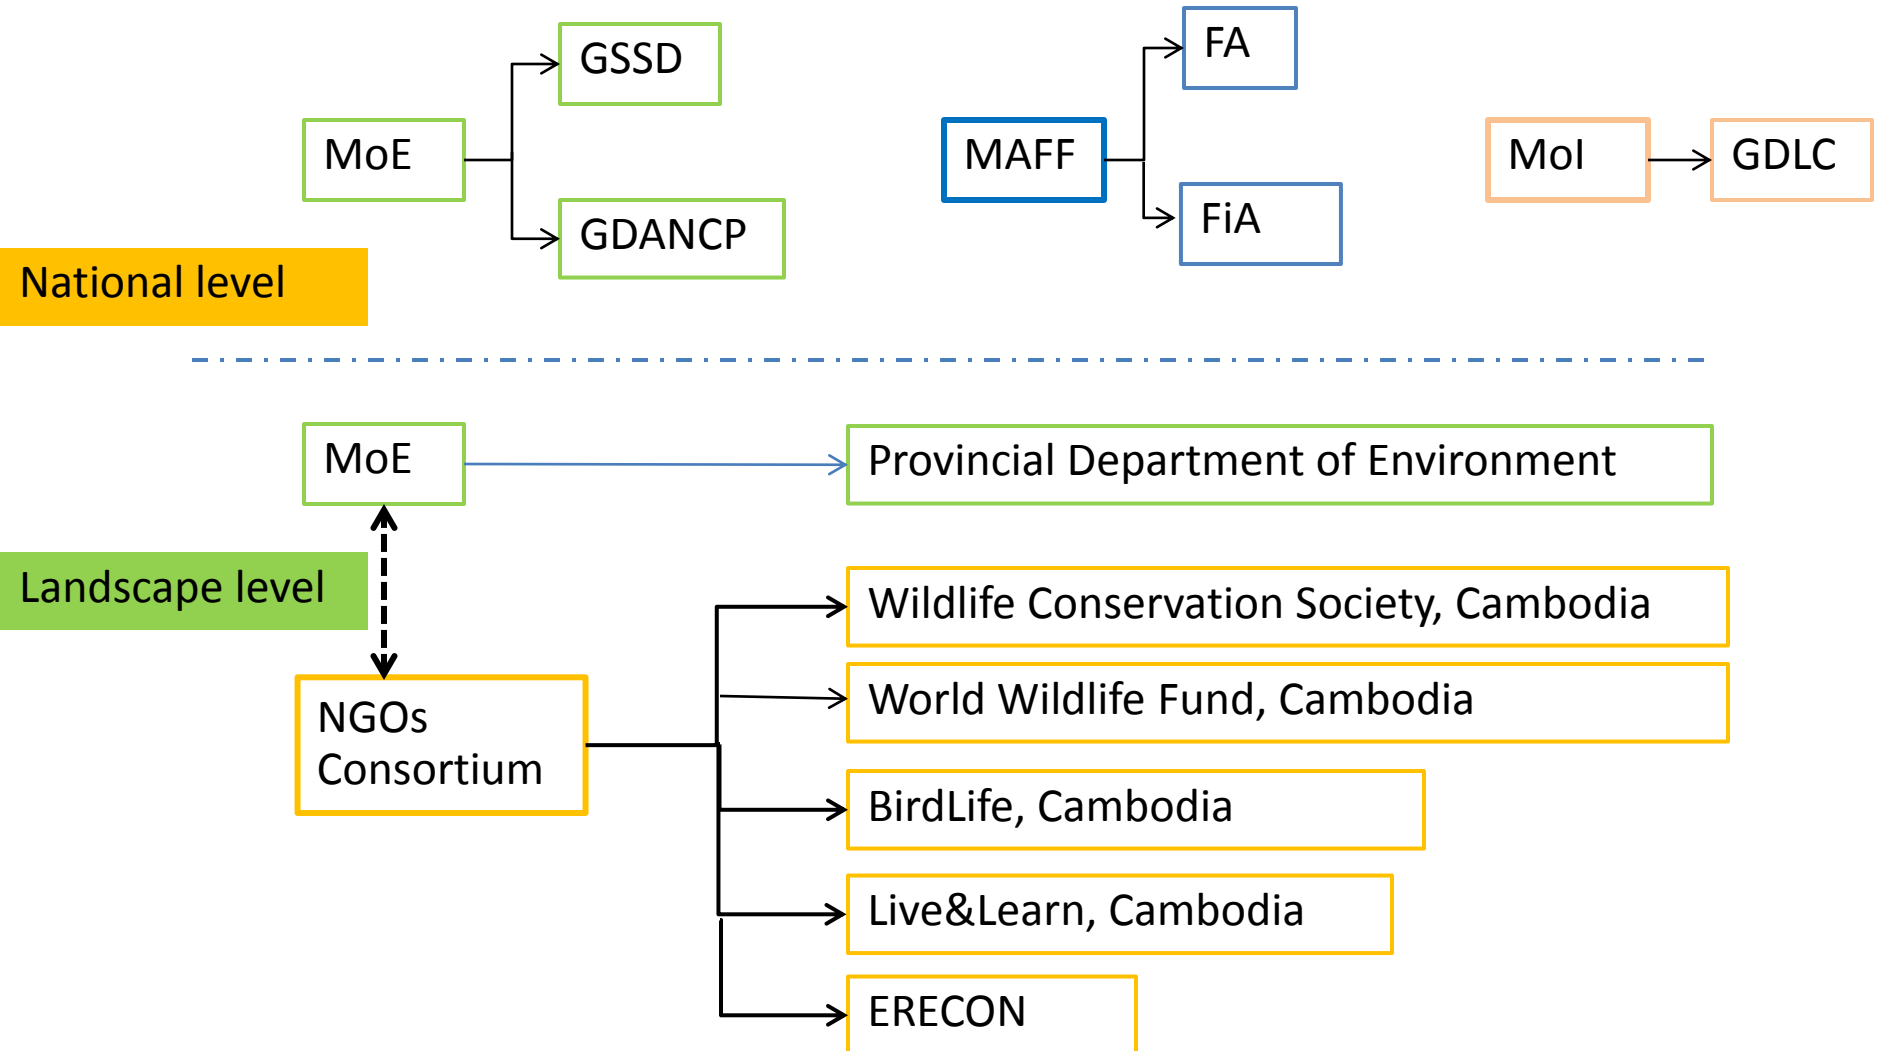 GSSD
FA
MoE
MAFF
MoI
GDLC
GDANCP
FiA
National level
MoE
Provincial Department of Environment
Landscape level
Wildlife Conservation Society, Cambodia
World Wildlife Fund, Cambodia
NGOs
Consortium
BirdLife, Cambodia
Live&Learn, Cambodia
ERECON